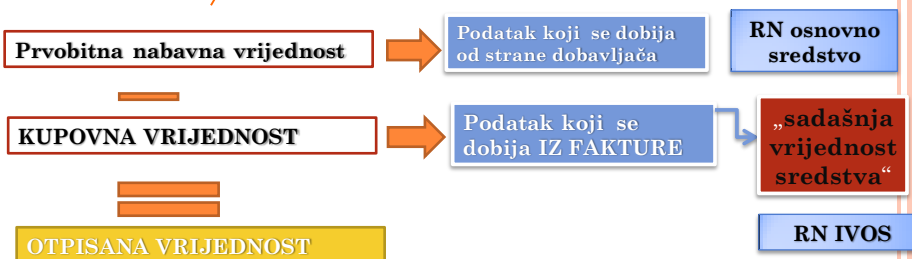 Prvobitna nabavna vrijednost
Podatak koji se dobija
od strane dobavljača
RN osnovno
sredstvo
KUPOVNA VRIJEDNOST
Podatak koji se
dobija IZ FAKTURE
„sadašnja
vrijednost
sredstva“
OTPISANA VRIJEDNOST
RN IVOS